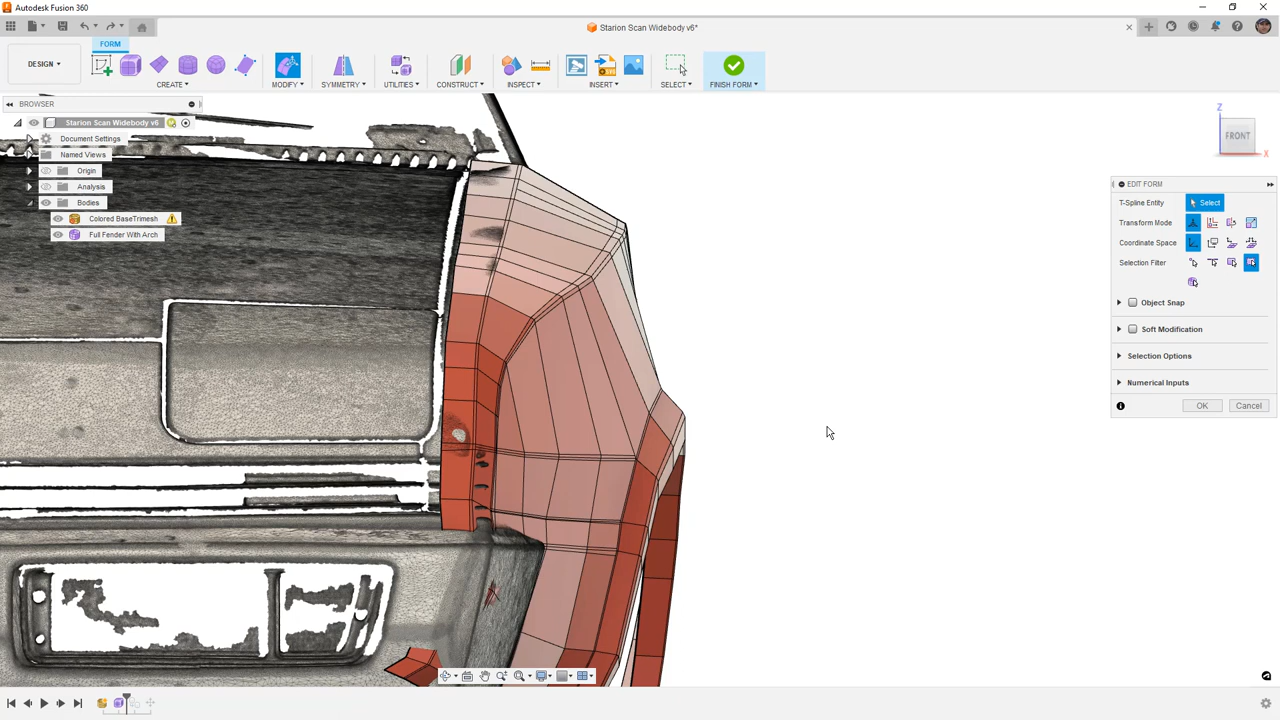 Autodesk Fusion 360
Starion Scan Widebody v6*
FORM
DESIGN
CREATE
MODIFY
SYMMETRY
UTILITIES
CONSTRUCT
INSPECT
INSERT
SELECT
FINISH FORM
BROWSER
Starion Scan Widebody v6
Document Settings
Named Views
Origin
Analysis
Bodies
Colored BaseTrimesh
Full Fender With Arch
Z
FRONT
X
EDIT FORM
T-Spline Entity
Select
Transform Mode
Coordinate Space
Selection Filter
Object Snap
Soft Modification
Selection Options
Numerical Inputs
OK
Cancel